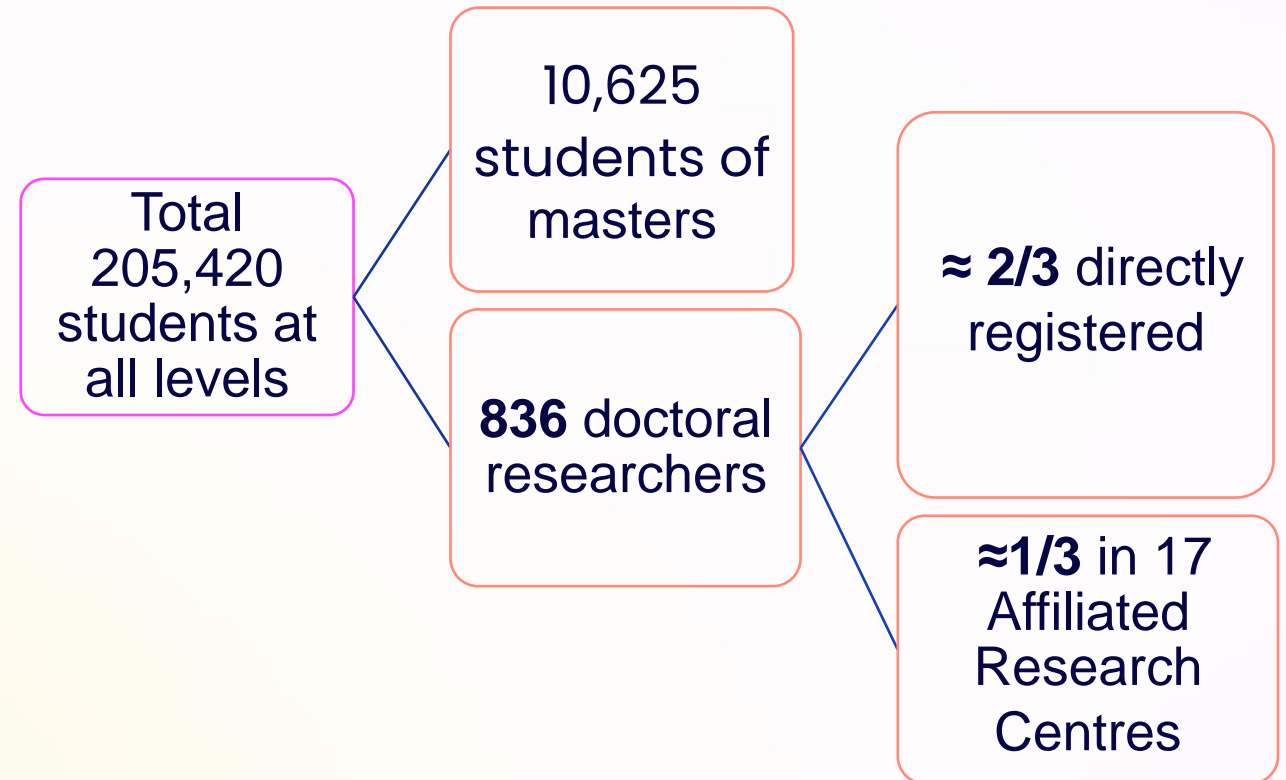 Total
205,420
students at
all levels
10,625
students of
masters
836 doctoral
researchers
≈ 2/3 directly
registered
≈1/3 in 17
Affiliated
Research
Centres